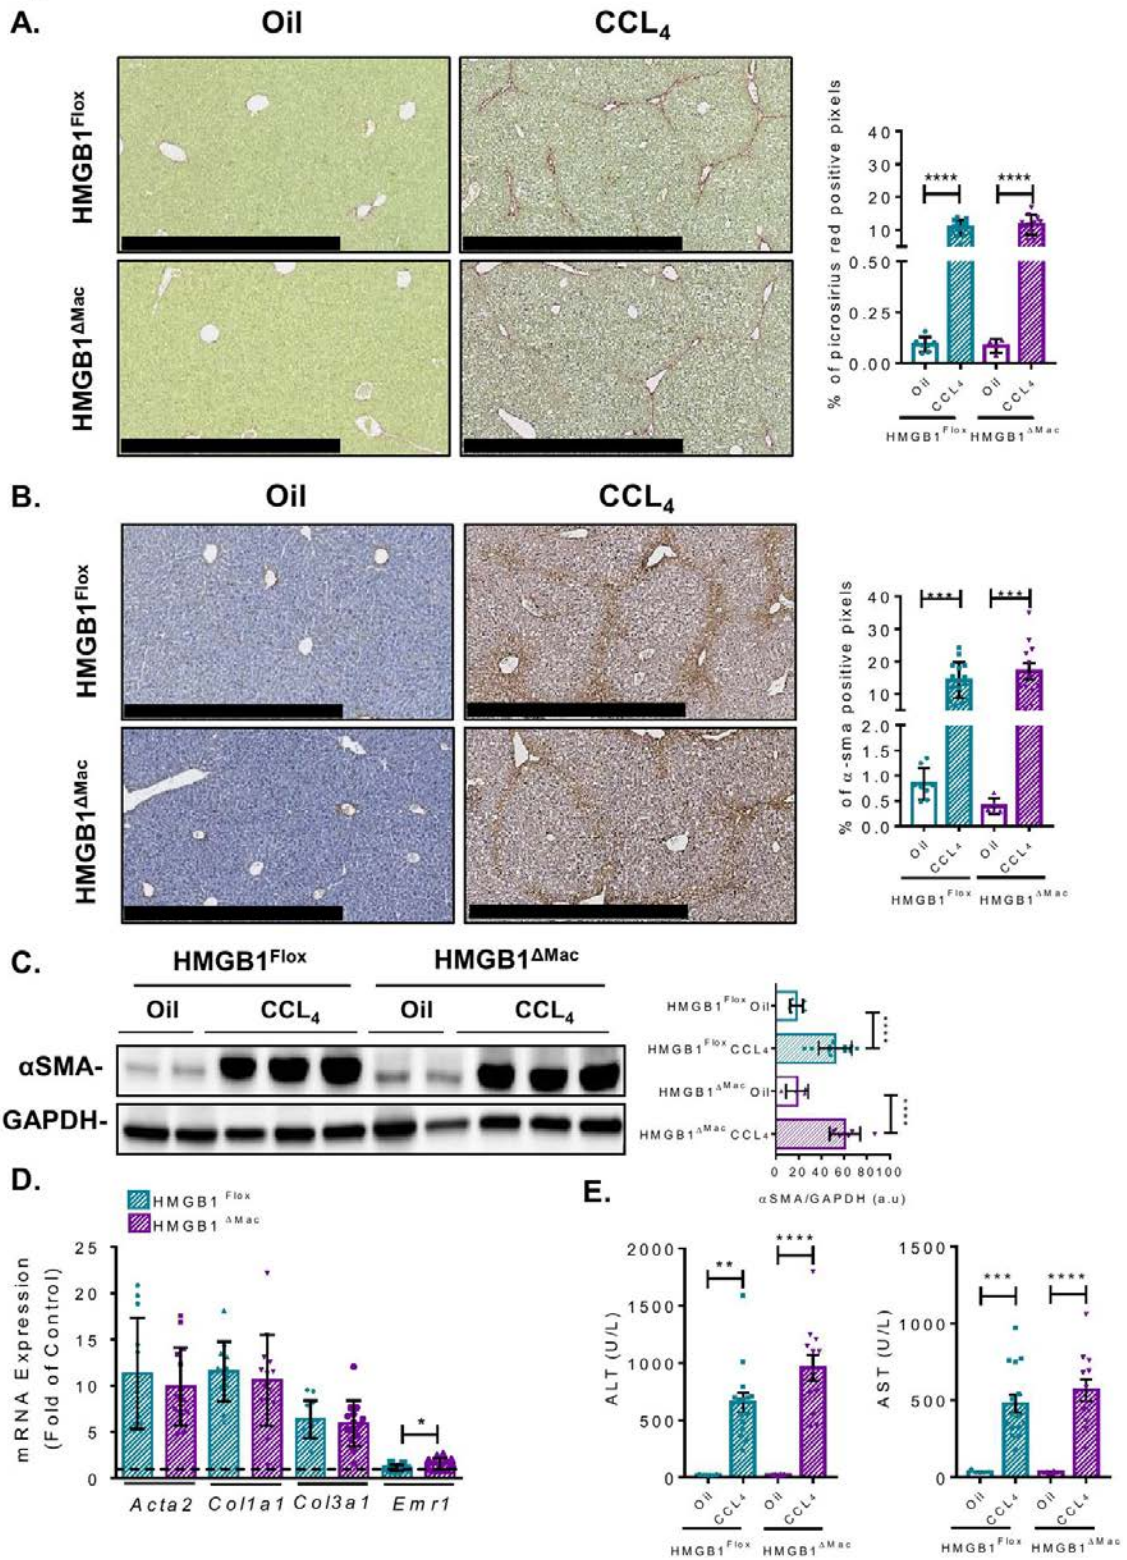 A.
Oil
CCL4
HMGB1Flox
HMGB1ΔMac
% of picrosirius red positive pixels
40
30
20
10
0.50
0.25
0.00
Oil
CCL4
Oil
CCL4
HMGB1Flox
HMGB1ΔMac
****
****
B.
Oil
CCL4
HMGB1Flox
HMGB1ΔMac
% of α-sma positive pixels
40
30
20
10
2.0
1.5
1.0
0.5
0.0
***
***
Oil
CCL4
Oil
CCL4
HMGB1Flox
HMGB1ΔMac
C.
HMGB1Flox
HMGB1ΔMac
Oil
CCL4
Oil
CCL4
αSMA-
GAPDH-
HMGB1Flox Oil
HMGB1Flox CCL4
HMGB1ΔMac Oil
HMGB1ΔMac CCL4
****
****
0 20 40 60 80 100
αSMA/GAPDH (a.u)
D.
HMGB1 Flox
HMGB1 ΔMac
mRNA Expression
(Fold of Control)
25
20
15
10
5
0
*
Acta2
Col1a1
Col3a1
Emr1
E.
ALT (U/L)
2000
1500
1000
500
0
**
****
Oil
CCL4
Oil
CCL4
HMGB1Flox
HMGB1ΔMac
AST (U/L)
1500
1000
500
0
***
****
Oil
CCL4
Oil
CCL4
HMGB1Flox
HMGB1ΔMac